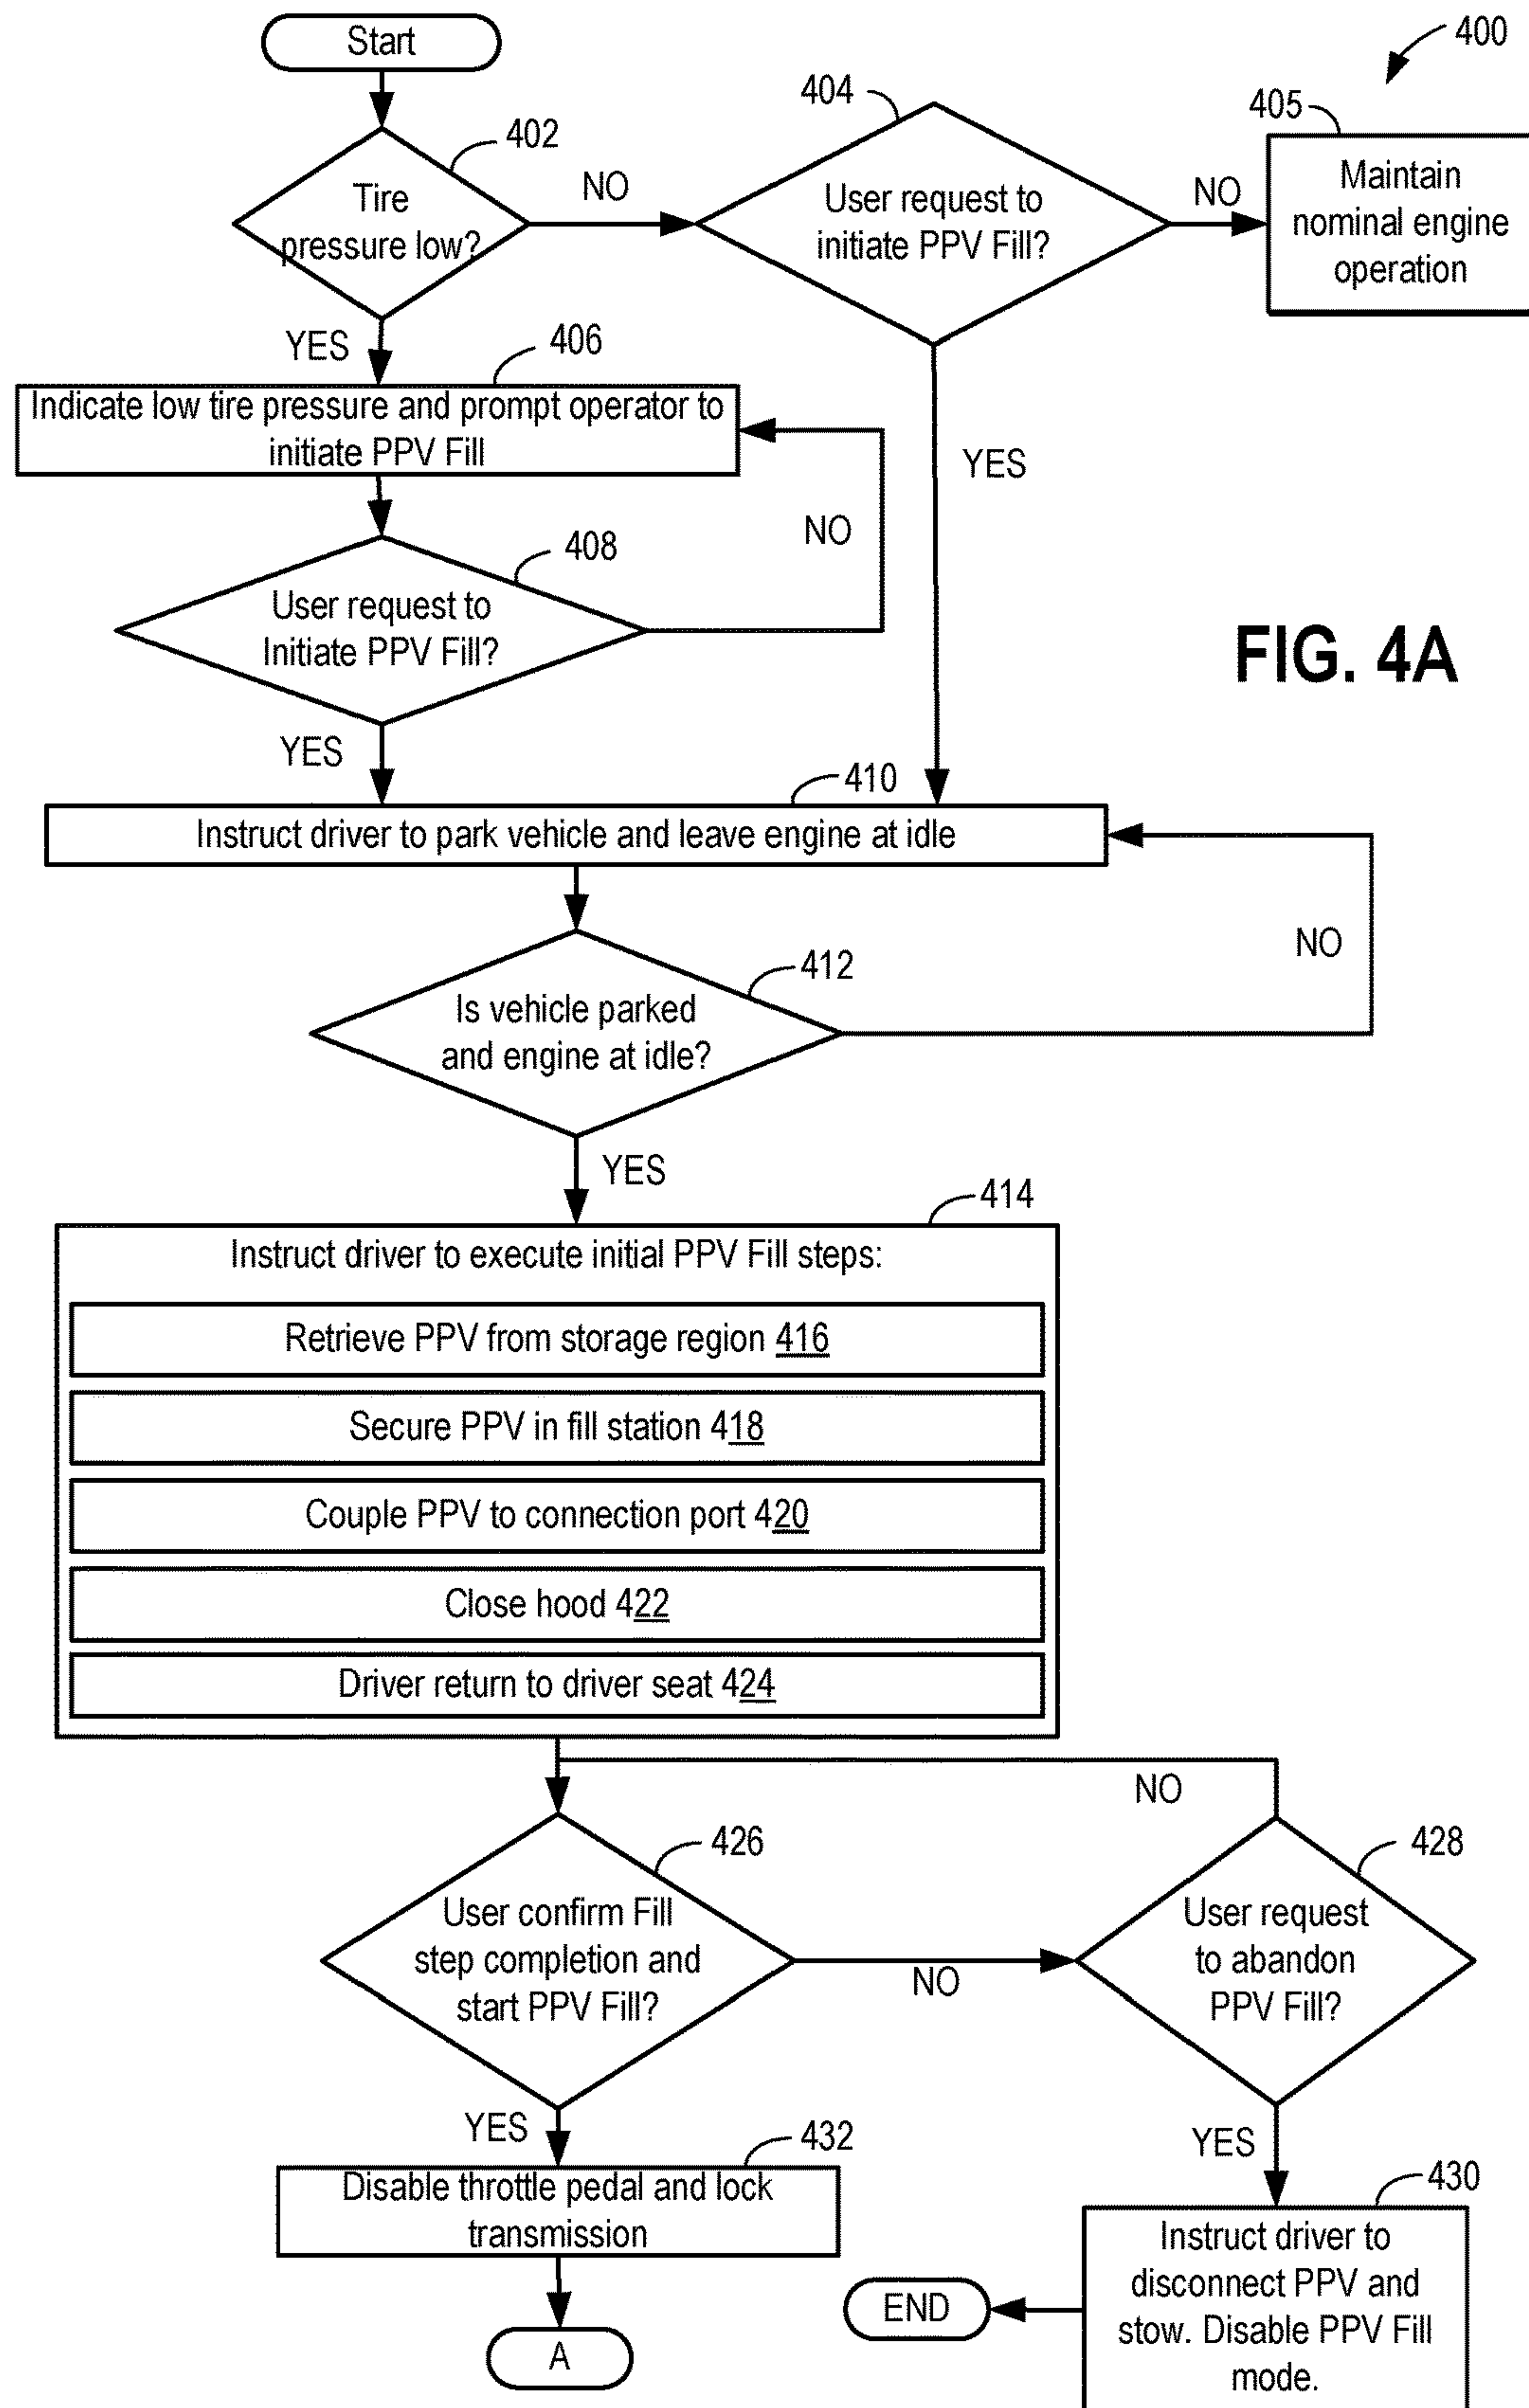 Start
400
402
404
405
Tire
pressure low?
NO
User request to
initiate PPV Fill?
NO
Maintain
nominal engine
operation
YES
406
Indicate low tire pressure and prompt operator to
initiate PPV Fill
YES
NO
408
User request to
Initiate PPV Fill?
FIG. 4A
YES
410
Instruct driver to park vehicle and leave engine at idle
NO
412
Is vehicle parked
and engine at idle?
YES
414
Instruct driver to execute initial PPV Fill steps:
Retrieve PPV from storage region 416
Secure PPV in fill station 418
Couple PPV to connection port 420
Close hood 422
Driver return to driver seat 424
NO
426
428
User confirm Fill
step completion and
start PPV Fill?
NO
User request
to abandon
PPV Fill?
YES
432
Disable throttle pedal and lock
transmission
YES
430
Instruct driver to
disconnect PPV and
stow. Disable PPV Fill
mode.
END
A